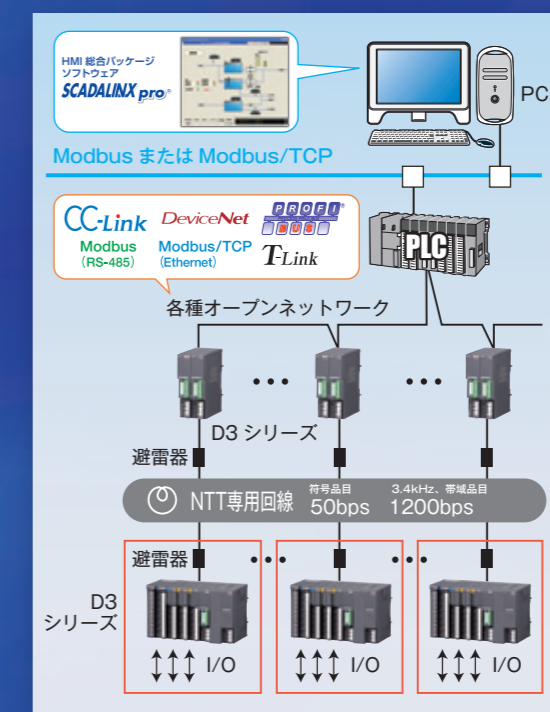 HMI 総合パッケージ
ソフトウェア
SCADALINX pro®
PC
Modbus または Modbus/TCP
CC-Link DeviceNet PROFI®
BUS
Modbus Modbus/TCP T-Link
(RS-485) (Ethernet)
PLC
各種オープンネットワーク
D3 シリーズ
避雷器
NTT専用回線 符号品目 3.4kHz、帯域品目
50bps 1200bps
避雷器
D3
シリーズ
I/O I/O I/O